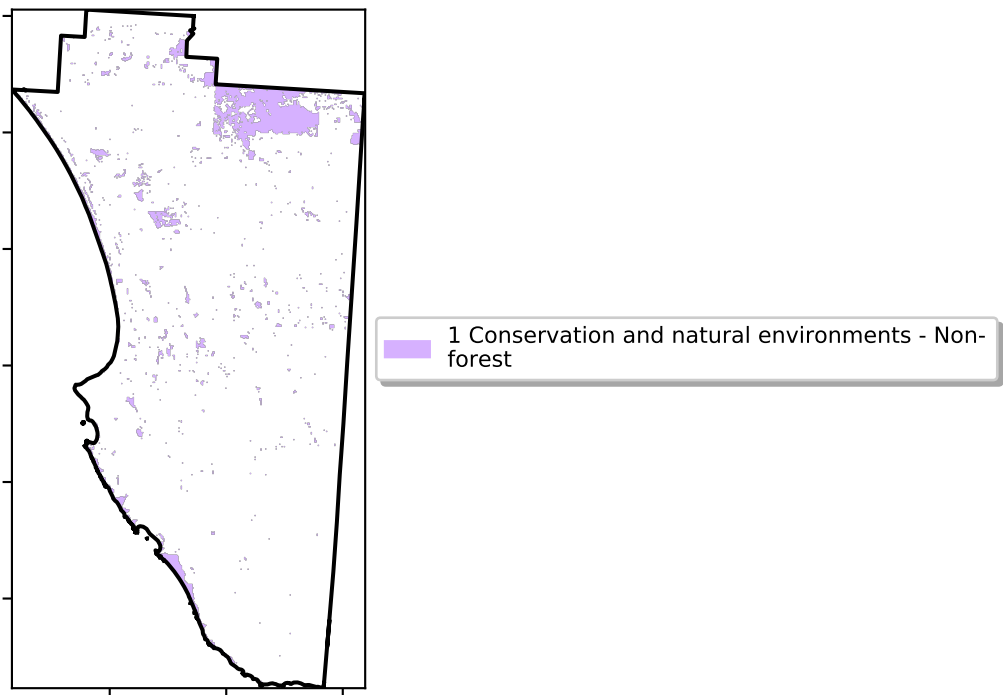 1 Conservation and natural environments - Non-
forest